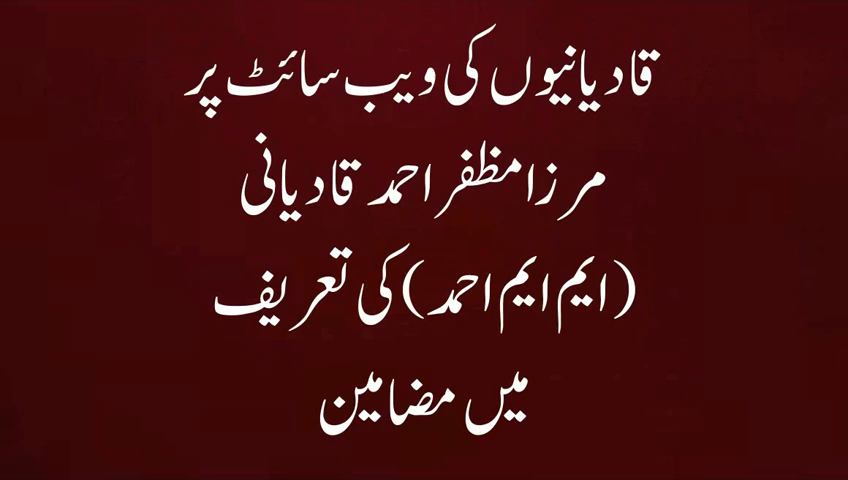 قادیانیوں کی ویب سائٹ پر
مرزا مظفر احمد قادیانی
(ایم ایم احمد) کی تعریف
میں مضامین